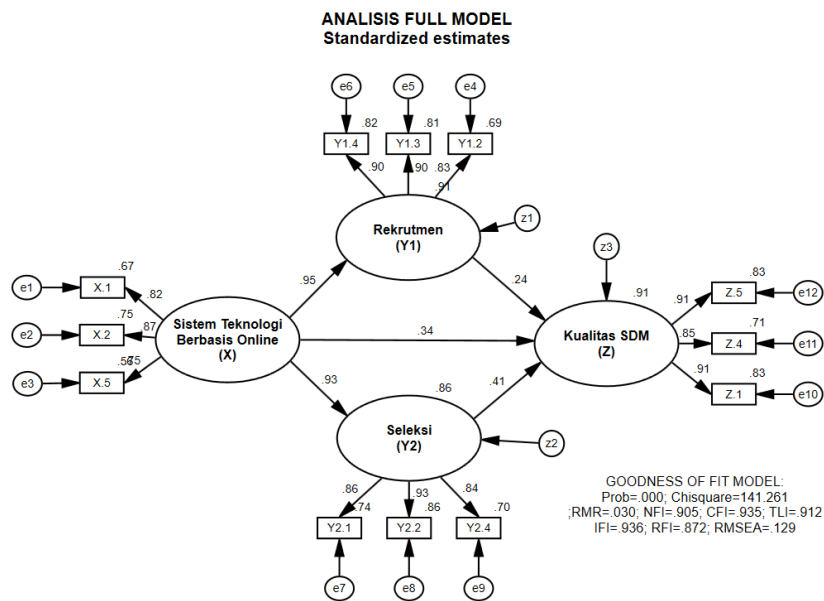 ANALISIS FULL MODEL
Standardized estimates
e6
e5
e4
.82
.81
.69
Y1.4
Y1.3
Y1.2
.90
.90
.83
.91
Rekrutmen
(Y1)
z1
z3
e1
.67
X.1
.82
.95
.24
.91
.83
Z.5
e12
.91
e2
.75
X.2
.87
Sistem Teknologi
Berbasis Online
(X)
.34
Kualitas SDM
(Z)
.85
.71
Z.4
e11
e3
.56
.75
X.5
.93
.86
.41
.91
.83
Z.1
e10
Seleksi
(Y2)
z2
.86
.93
.84
.74
.86
.70
Y2.1
Y2.2
Y2.4
e7
e8
e9
GOODNESS OF FIT MODEL:
Prob=.000; Chisquare=141.261
;RMR=.030; NFI=.905; CFI=.935; TLI=.912
IFI=.936; RFI=.872; RMSEA=.129